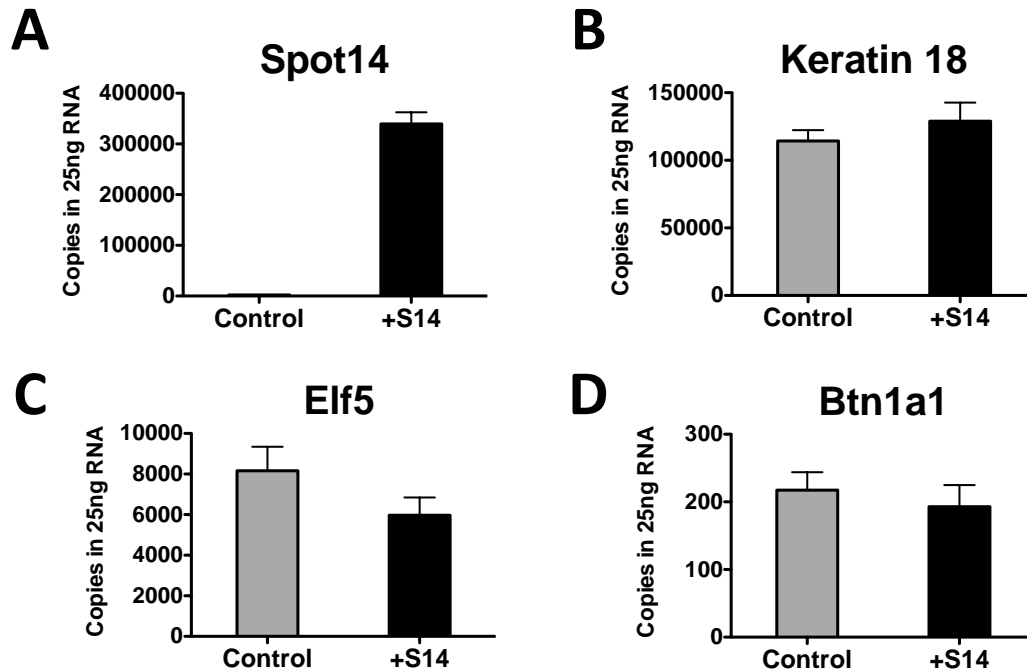 A
Spot14
Copies in 25ng RNA
400000
300000
200000
100000
0
Control +S14
B
Keratin 18
Copies in 25ng RNA
150000
100000
50000
0
Control +S14
C
Elf5
Copies in 25ng RNA
10000
8000
6000
4000
2000
0
Control +S14
D
Btn1a1
Copies in 25ng RNA
300
200
100
0
Control +S14